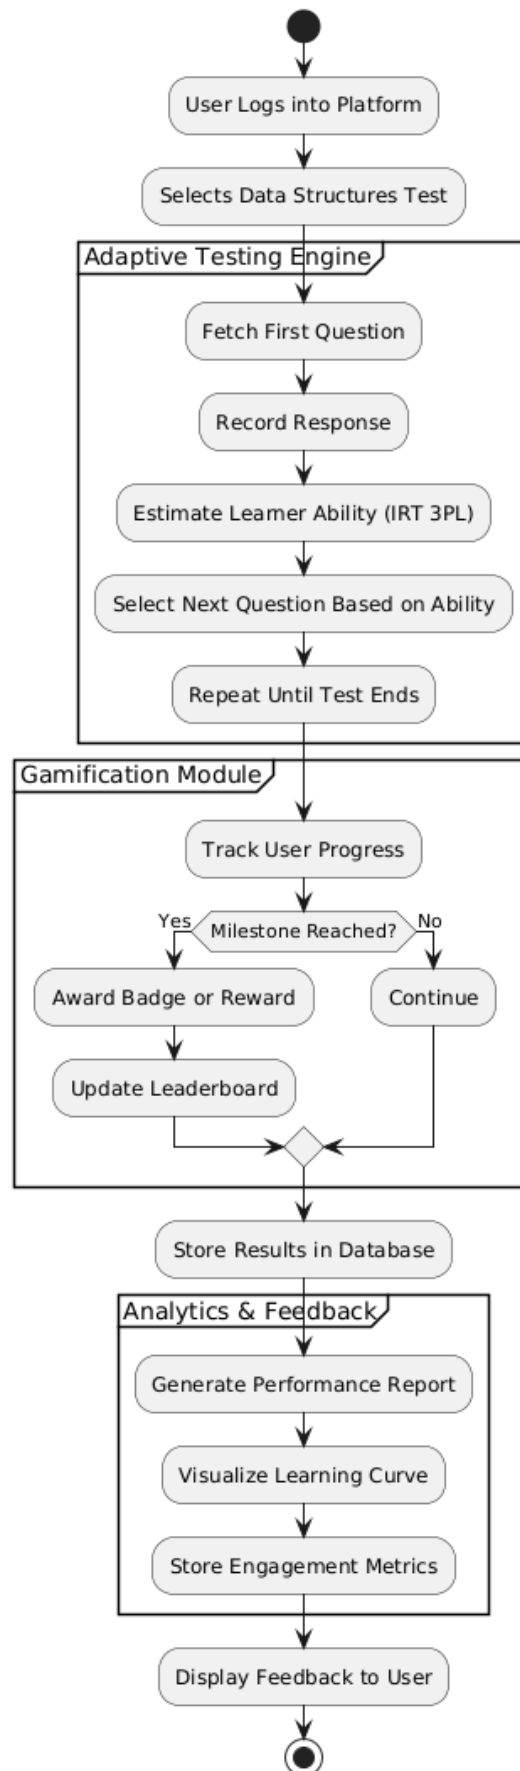 User Logs into Platform
Selects Data Structures Test
Adaptive Testing Engine
Fetch First Question
Record Response
Estimate Learner Ability (IRT 3PL)
Select Next Question Based on Ability
Repeat Until Test Ends
Gamification Module
Track User Progress
Yes
Milestone Reached?
No
Award Badge or Reward
Continue
Update Leaderboard
Store Results in Database
Analytics & Feedback
Generate Performance Report
Visualize Learning Curve
Store Engagement Metrics
Display Feedback to User